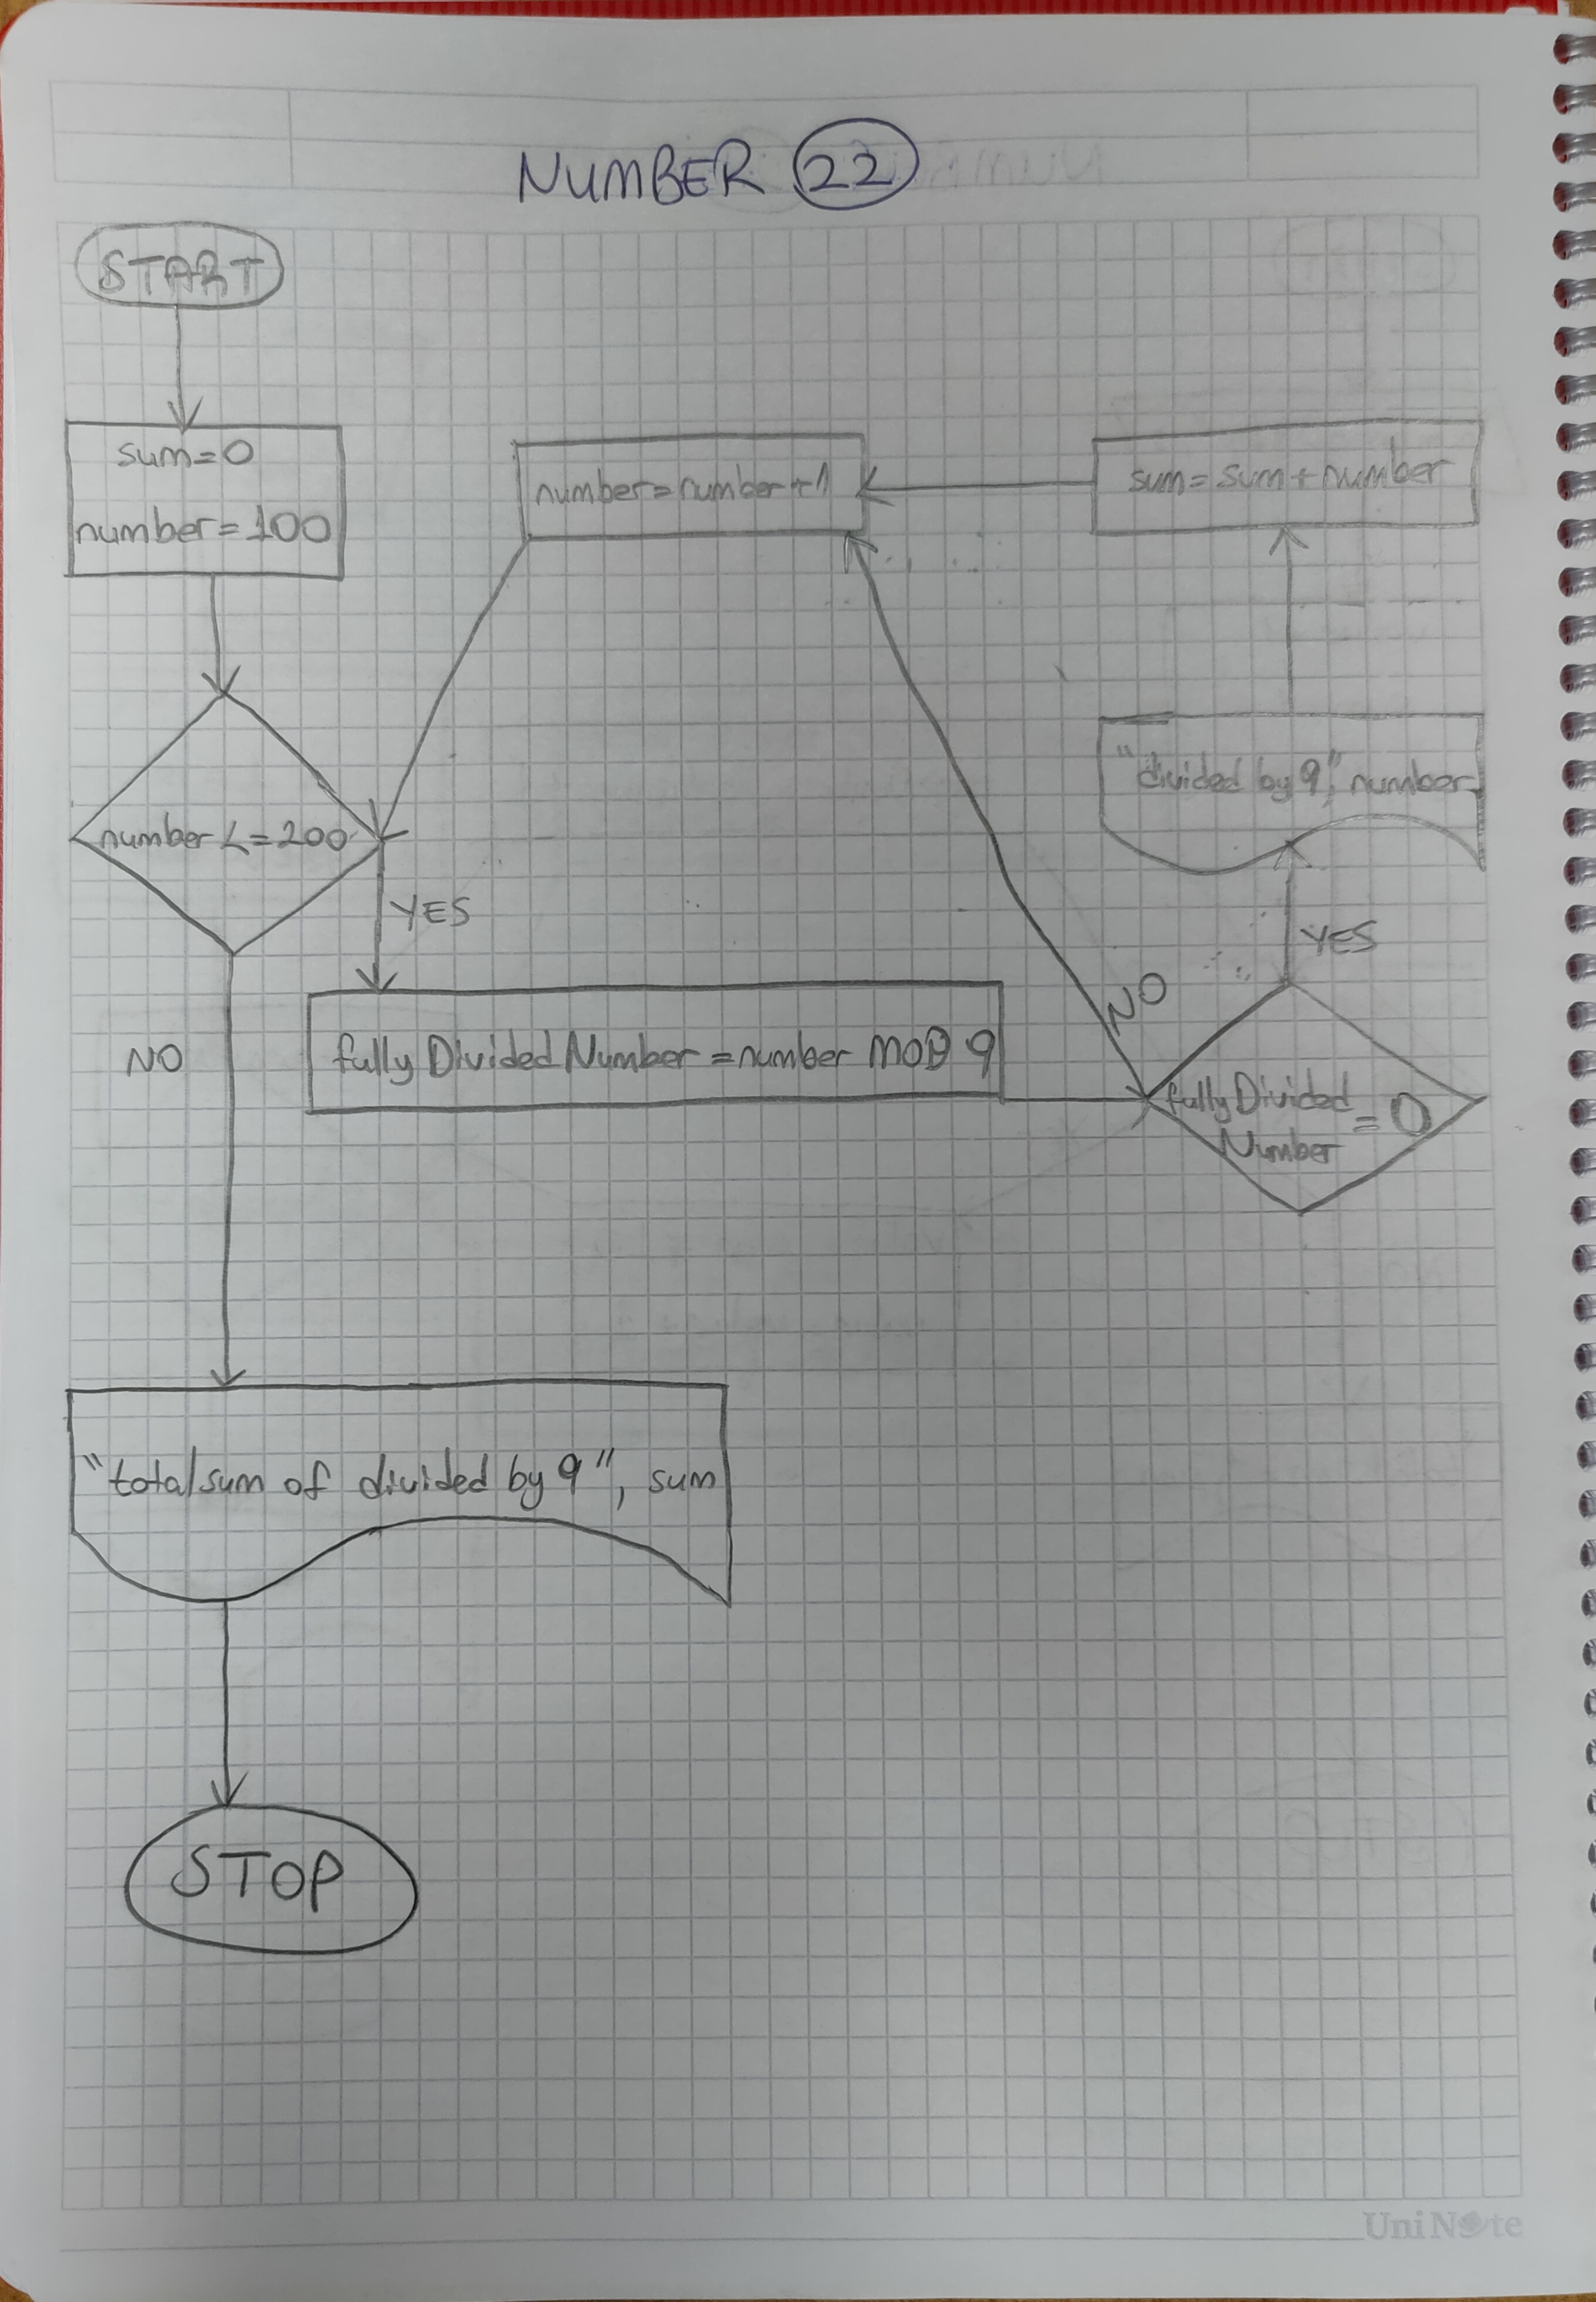 NUMBER 22
START
sum=0
number=100
number=number+1
sum=sum+number
number<=200
"divided by 9", number
YES
YES
NO
NO
fully Divided Number = number MOD 9
fully Divided
Number
=0
"total sum of divided by 9", sum
STOP
UniNote